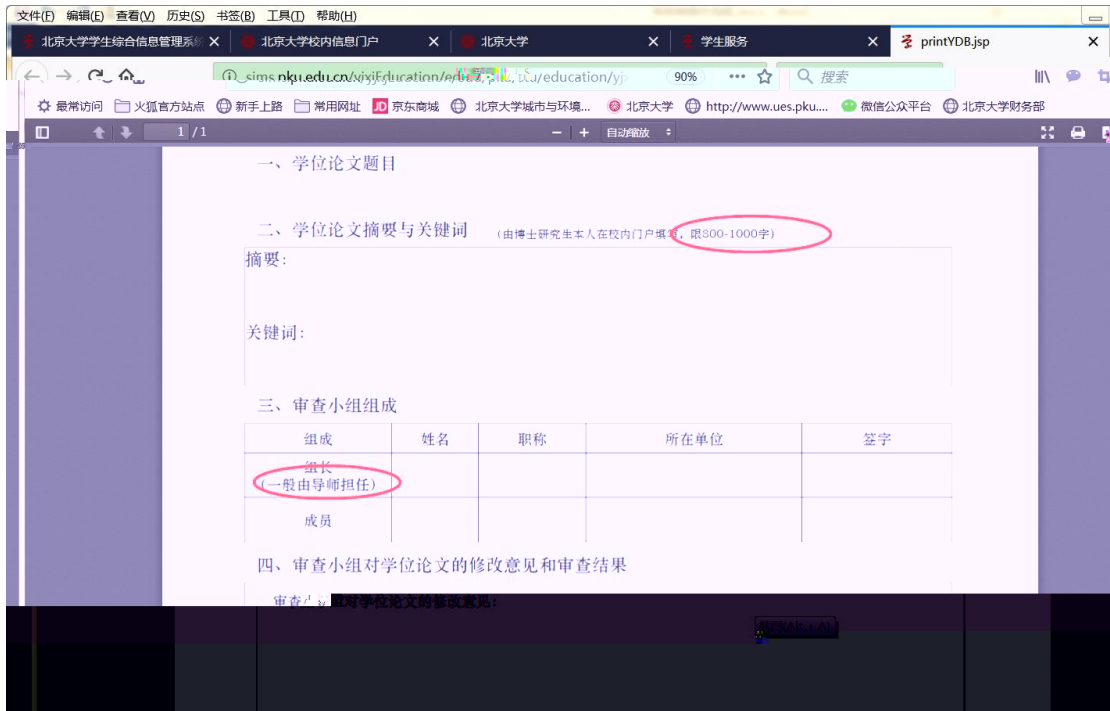 文件(F) 编辑(E) 查看(V) 历史(S) 书签(B) 工具(T) 帮助(H)
北京大学学生综合信息管理系统 北京大学校内信息门户 北京大学 学生服务 printYDB.jsp
sims.pku.edu.cn 90% 搜索
最常访问 火狐官方站点 新手上路 常用网址 JD 京东商城 北京大学城市与环境... 北京大学 http://www.ues.pku.... 微信公众平台 北京大学财务部
1 /1 自动缩放
一、学位论文题目
二、学位论文摘要与关键词 (由博士研究生本人在校内门户填写, 限800-1000字)
摘要:
关键词:
三、审查小组组成
组成 姓名 职称 所在单位 签字
组长
(一般由导师担任)
成员
四、审查小组对学位论文的修改意见和审查结果
审查小组对学位论文的修改意见: